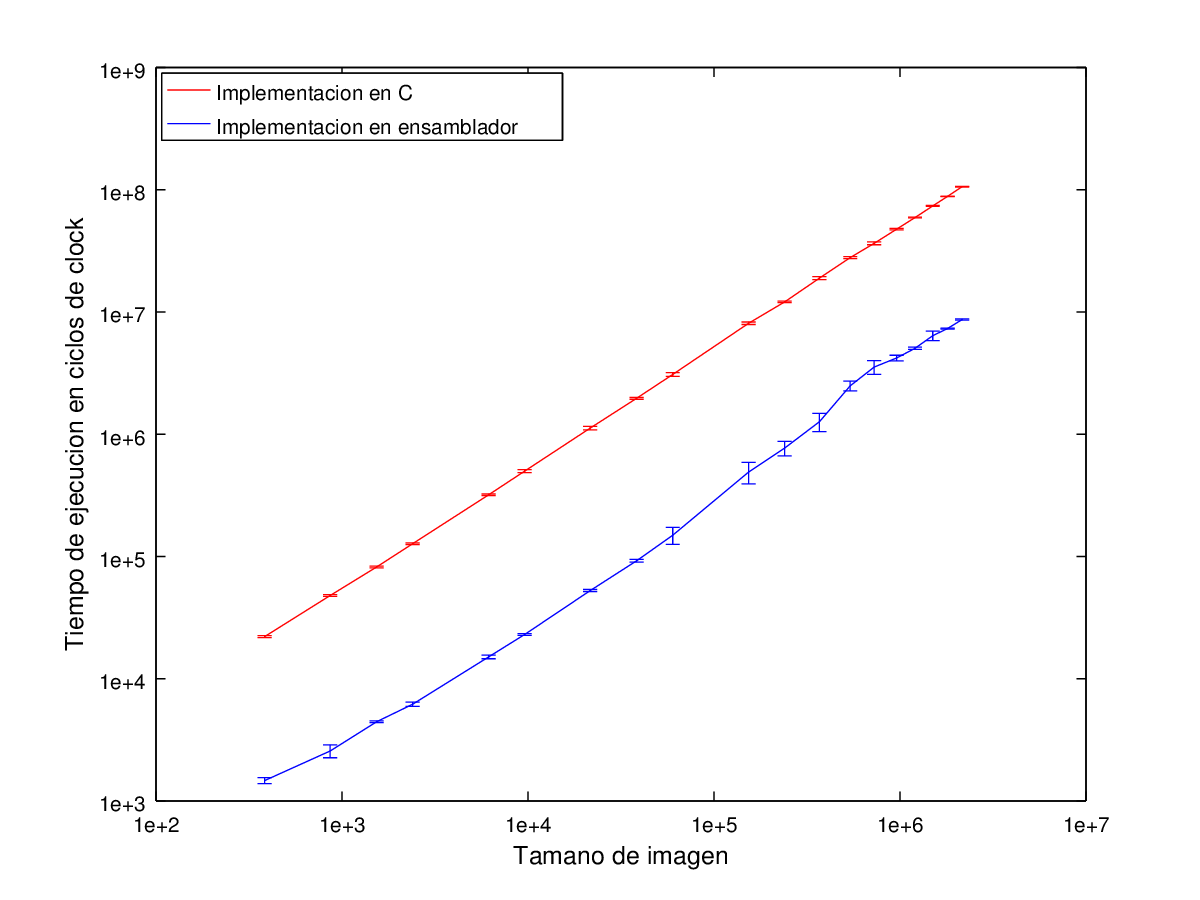 1e+9
Implementacion en C
Implementacion en ensamblador
1e+8
1e+7
1e+6
1e+5
1e+4
1e+3
Tiempo de ejecucion en ciclos de clock
1e+2 1e+3 1e+4 1e+5 1e+6 1e+7
Tamano de imagen